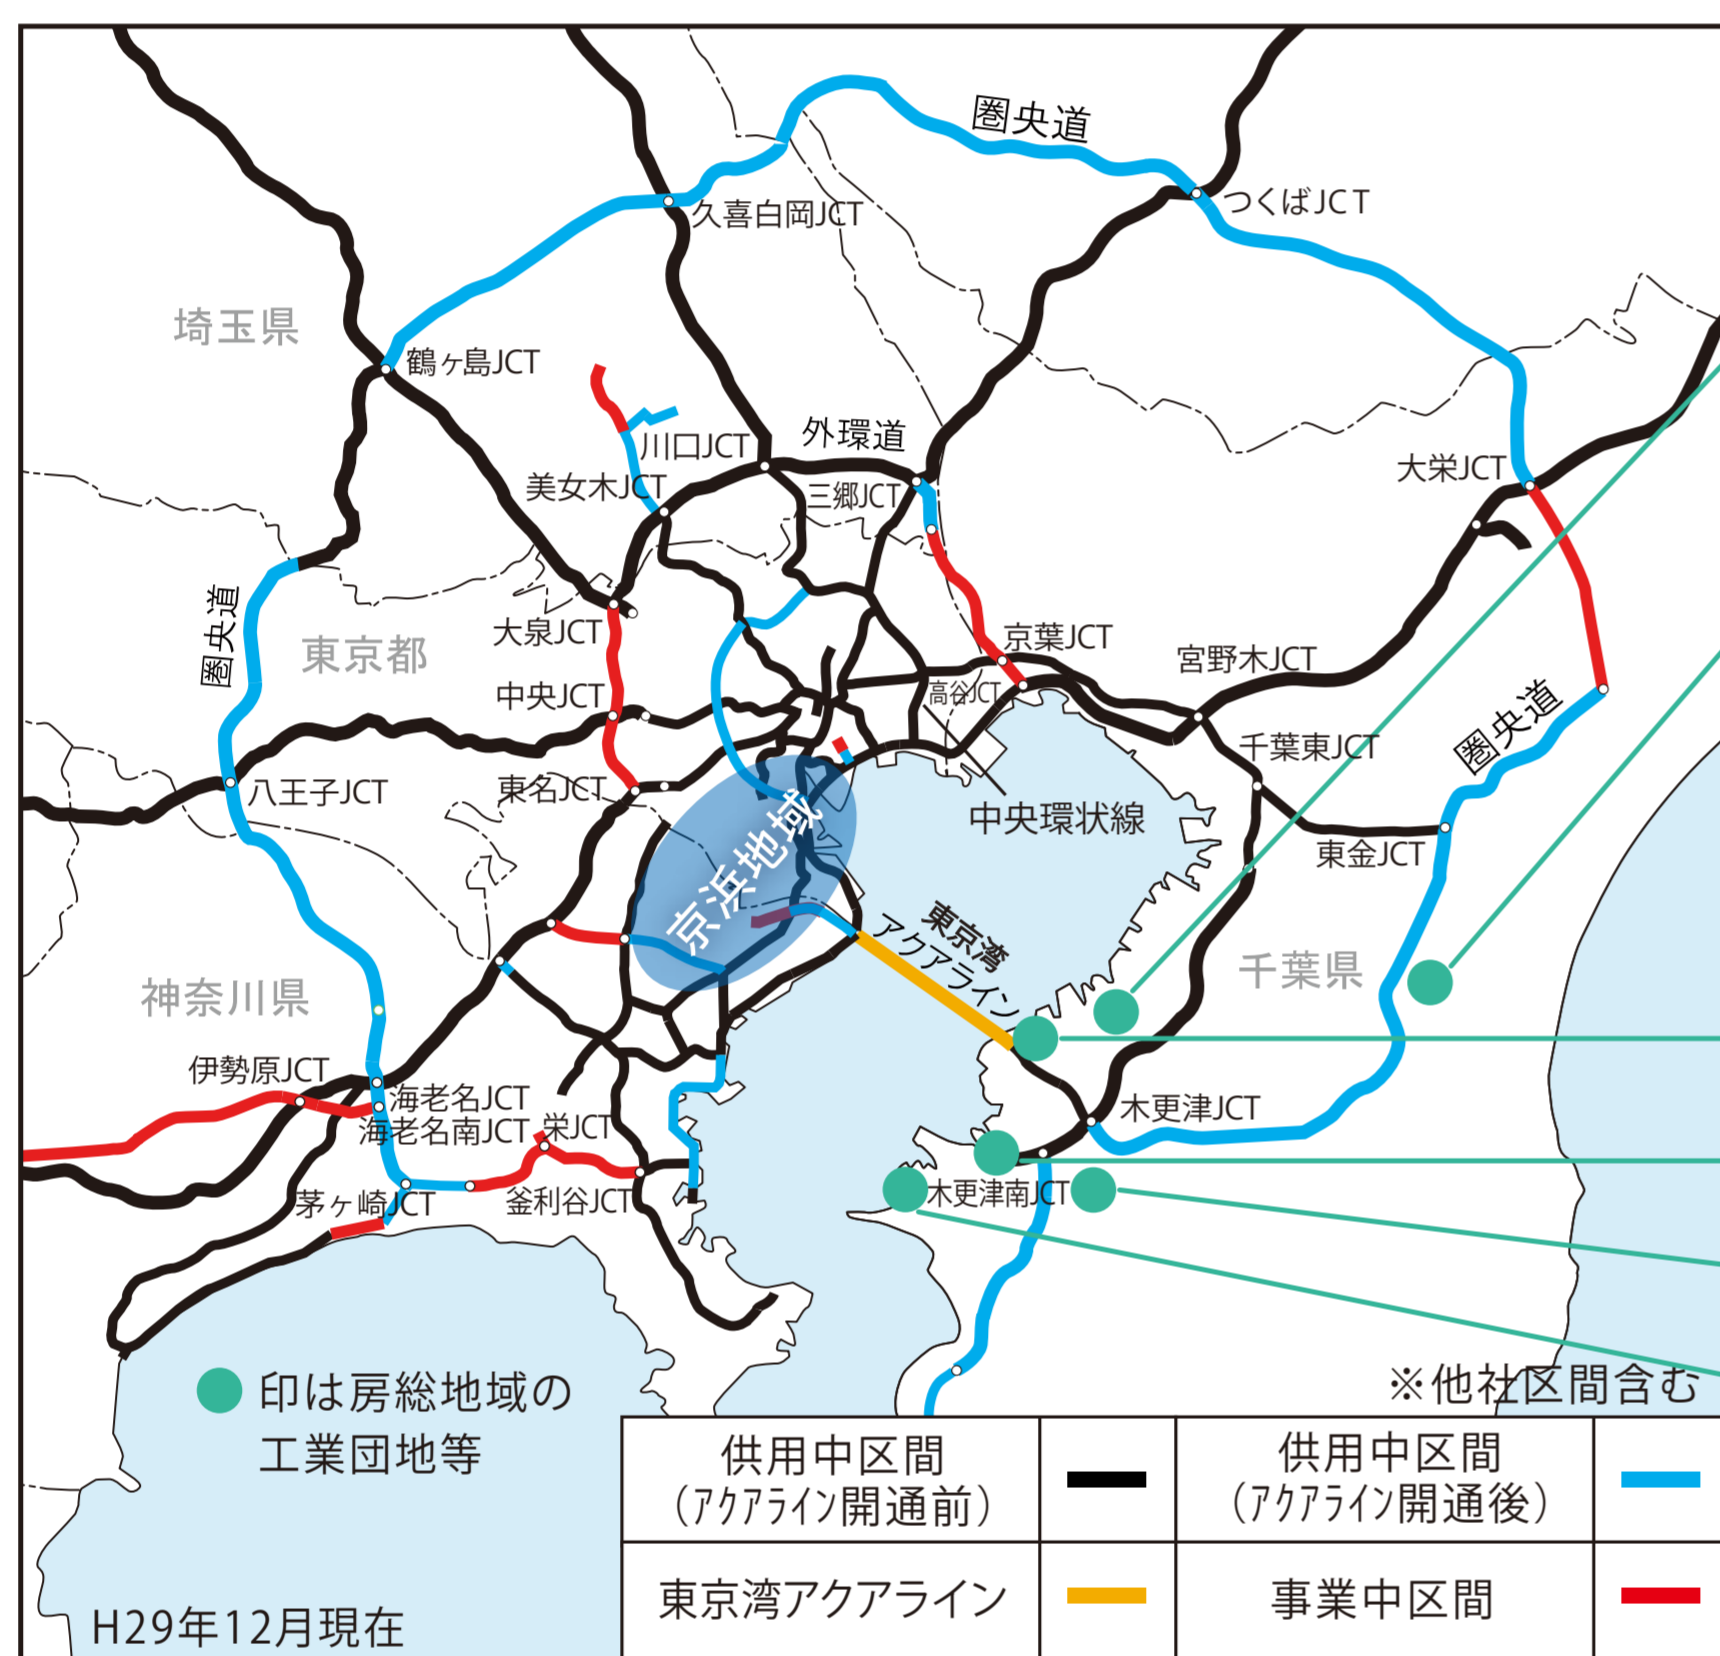 圏央道
つくばJCT
久喜白岡JCT
埼玉県
鶴ヶ島JCT
外環道
川口JCT
大栄JCT
美女木JCT
三郷JCT
圏央道
東京都
大泉JCT
京葉JCT
宮野木JCT
中央JCT
高谷JCT
圏央道
千葉東JCT
東名JCT
八王子JCT
中央環状線
東金JCT
京浜地域
東京湾
アクアライン
千葉県
神奈川県
伊勢原JCT
海老名JCT
木更津JCT
海老名南JCT
栄JCT
茅ヶ崎JCT
釜利谷JCT
木更津南JCT
印は房総地域の
工業団地等
※他社区間含む
供用中区間
(ｱｸｱﾗｲﾝ開通前)
供用中区間
(ｱｸｱﾗｲﾝ開通後)
東京湾アクアライン
事業中区間
H29年12月現在